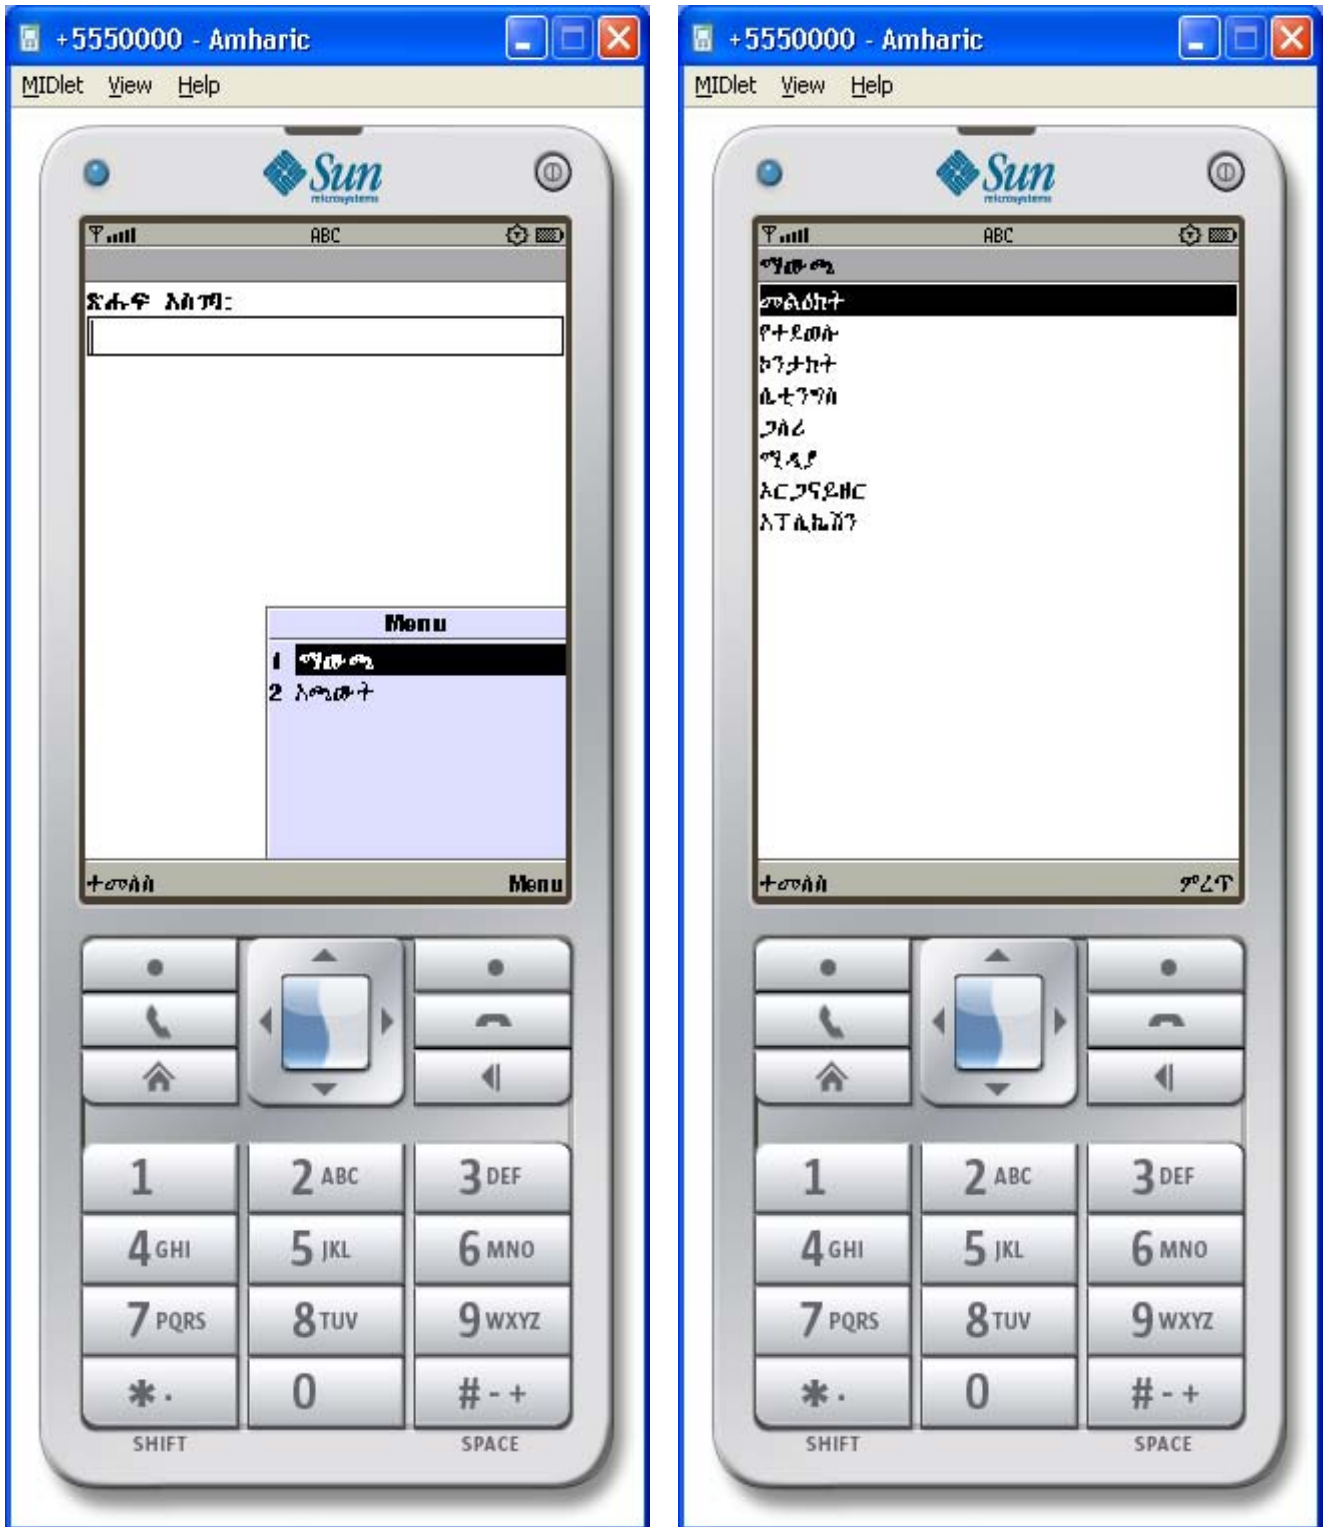 +5550000 - Amharic
MIDlet View Help
Sun
microsystems
ABC
ጽሑፍ አስገባ:
Menu
1 ማውጫ
2 አጫውት
ተመለስ Menu
1 2 ABC 3 DEF
4 GHI 5 JKL 6 MNO
7 PQRS 8 TUV 9 WXYZ
* . 0 # - +
SHIFT SPACE
+5550000 - Amharic
MIDlet View Help
Sun
microsystems
ABC
ማውጫ
መልዕክት
የተደወሉ
ኮንታክት
ሴቲንግስ
ጋለሪ
ሚዲያ
ኦርጋናይዘር
አፕሊኬሽን
ተመለስ ምረጥ
1 2 ABC 3 DEF
4 GHI 5 JKL 6 MNO
7 PQRS 8 TUV 9 WXYZ
* . 0 # - +
SHIFT SPACE